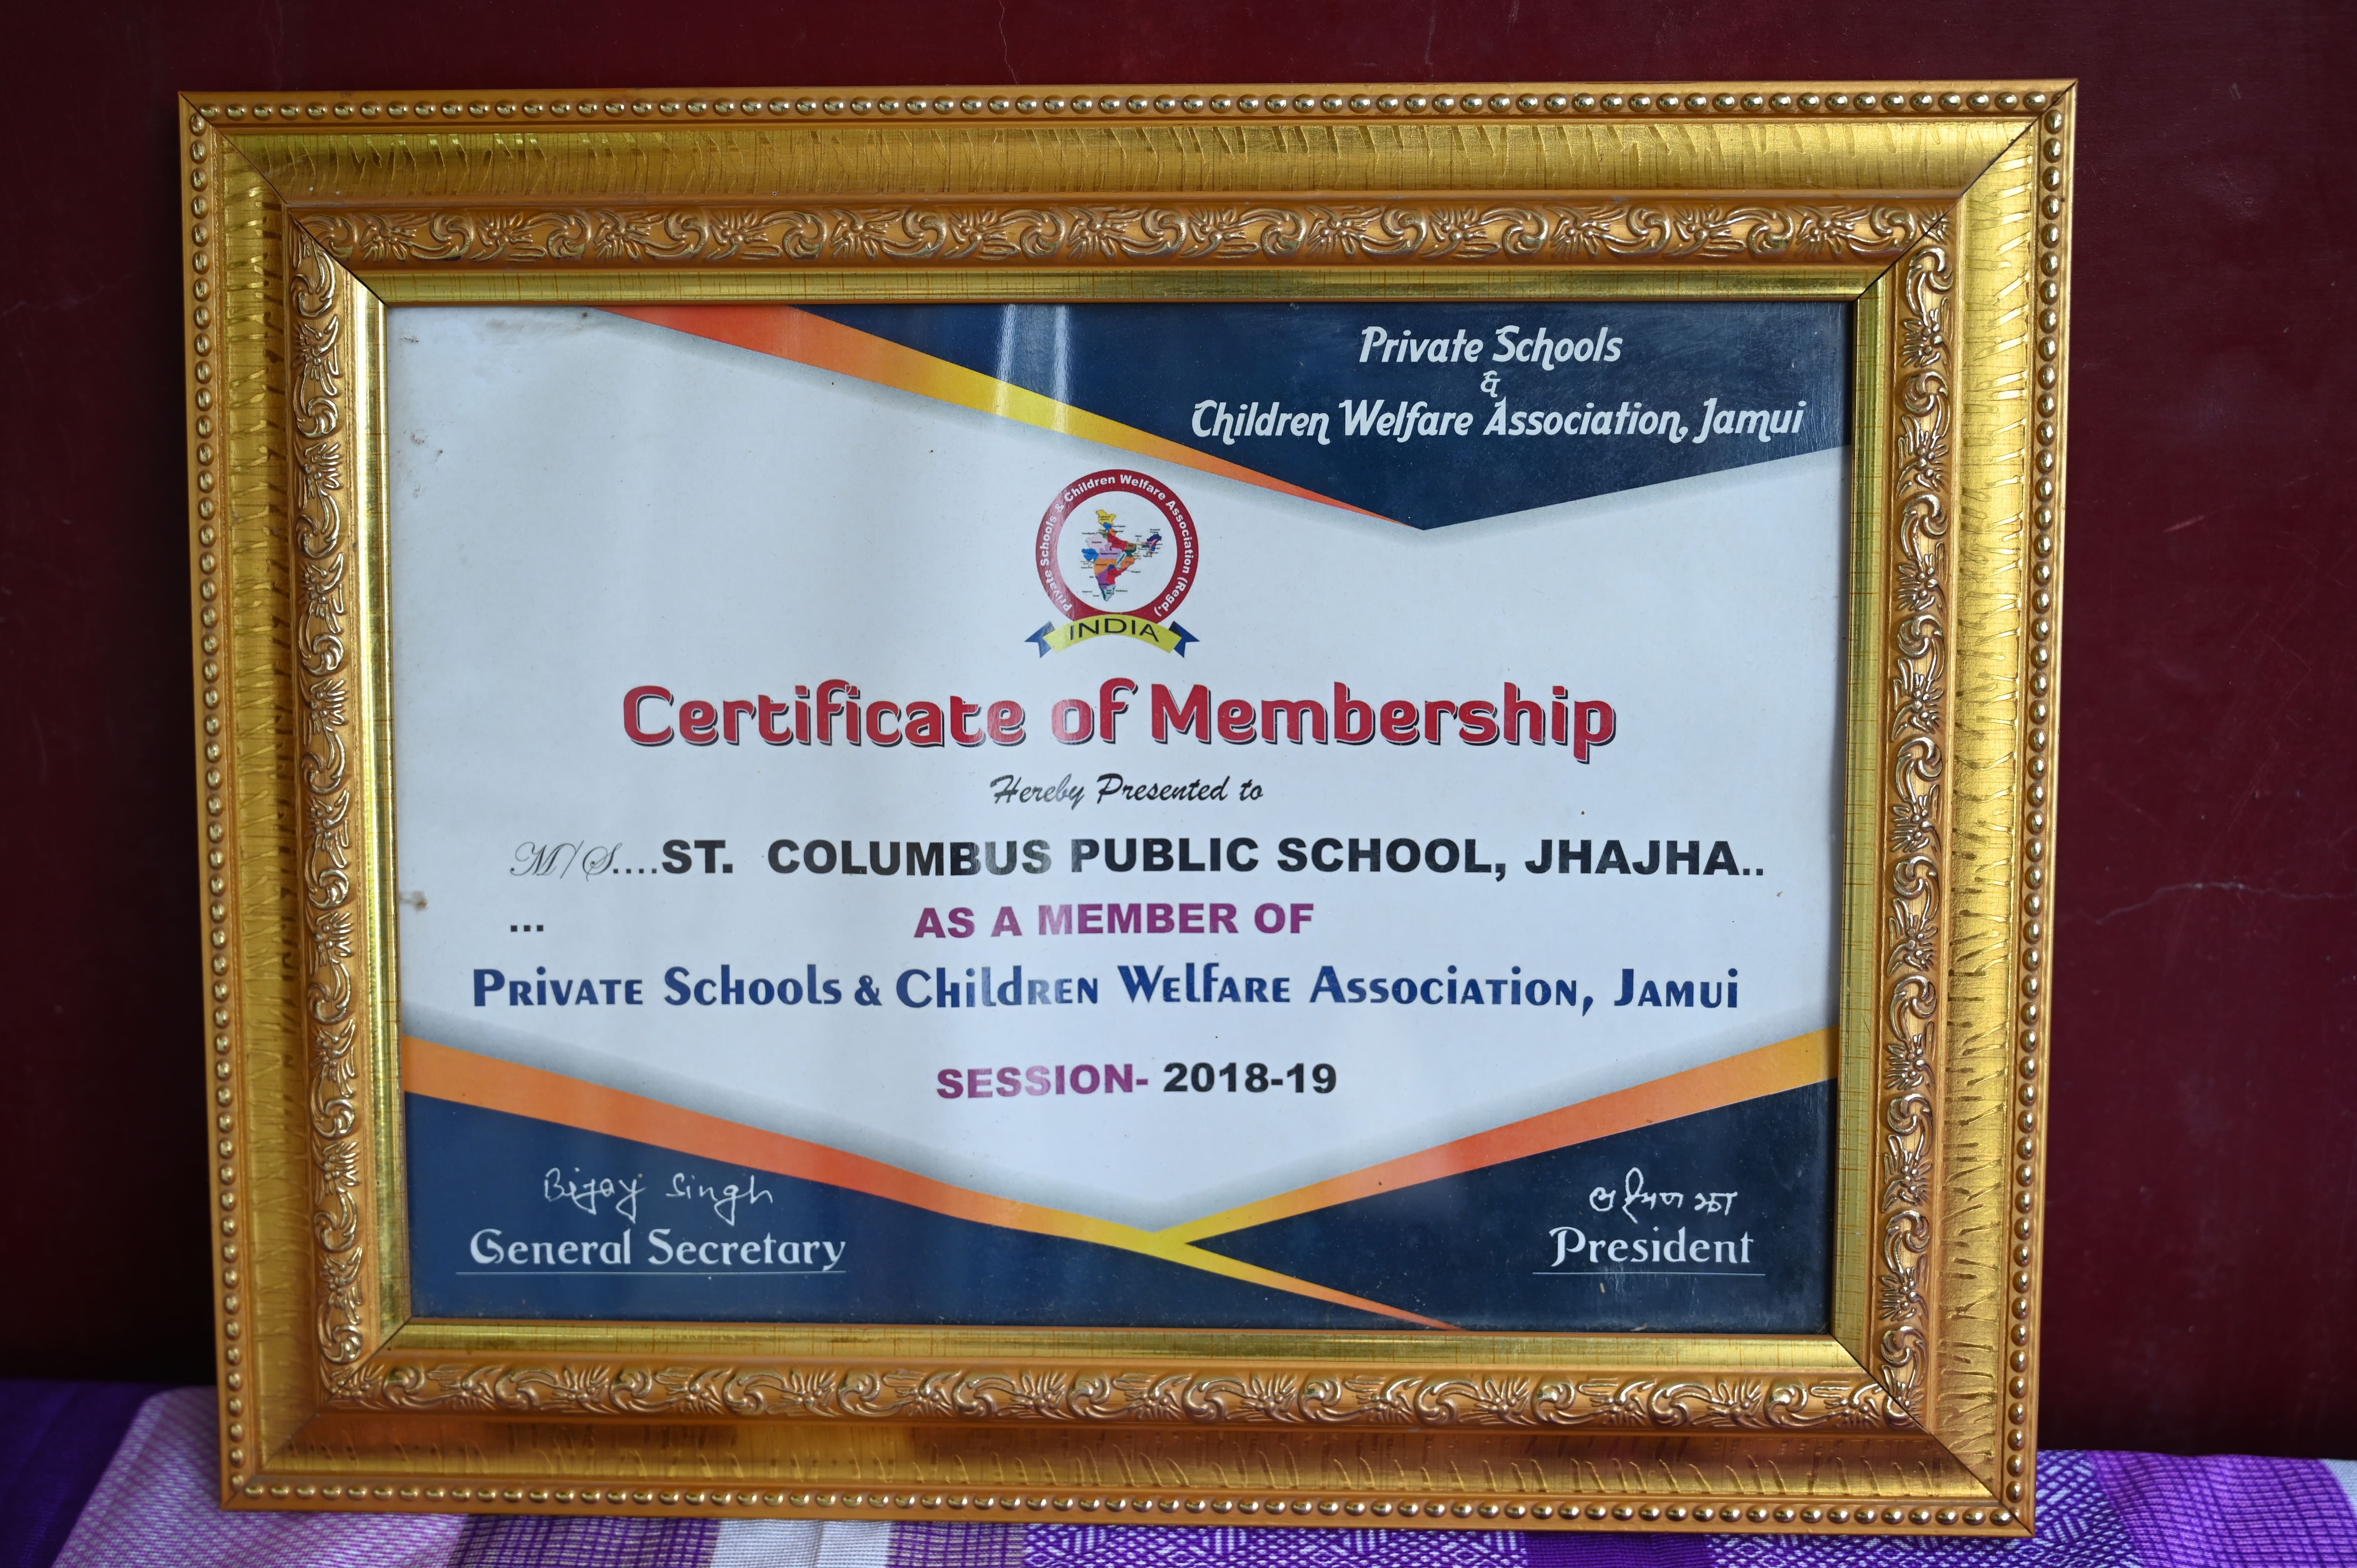 Private Schools
&
Children Welfare Association, Jamui
Private Schools & Children Welfare Association (Regd.)
INDIA
Certificate of Membership
Hereby Presented to
M/S....ST. COLUMBUS PUBLIC SCHOOL, JHAJHA..
...
AS A MEMBER OF
Private Schools & Children Welfare Association, Jamui
SESSION- 2018-19
Bijay Singh
General Secretary
President